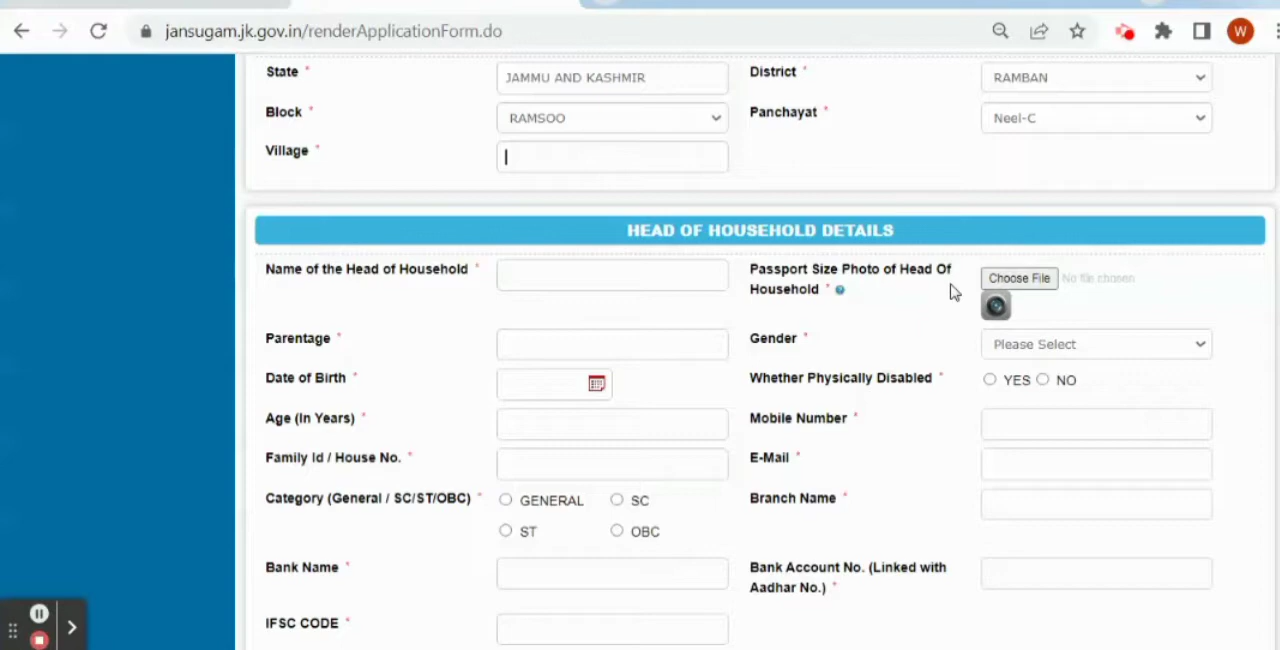 jansugam.jk.gov.in/renderApplicationForm.do
W
State * JAMMU AND KASHMIR District * RAMBAN
Block * RAMSOO Panchayat * Neel-C
Village *
HEAD OF HOUSEHOLD DETAILS
Name of the Head of Household * Passport Size Photo of Head Of Household * Choose File No file chosen
Parentage * Gender * Please Select
Date of Birth * Whether Physically Disabled * YES NO
Age (In Years) * Mobile Number *
Family Id / House No. * E-Mail *
Category (General / SC/ST/OBC) * GENERAL SC Branch Name *
ST OBC
Bank Name * Bank Account No. (Linked with Aadhar No.) *
IFSC CODE *